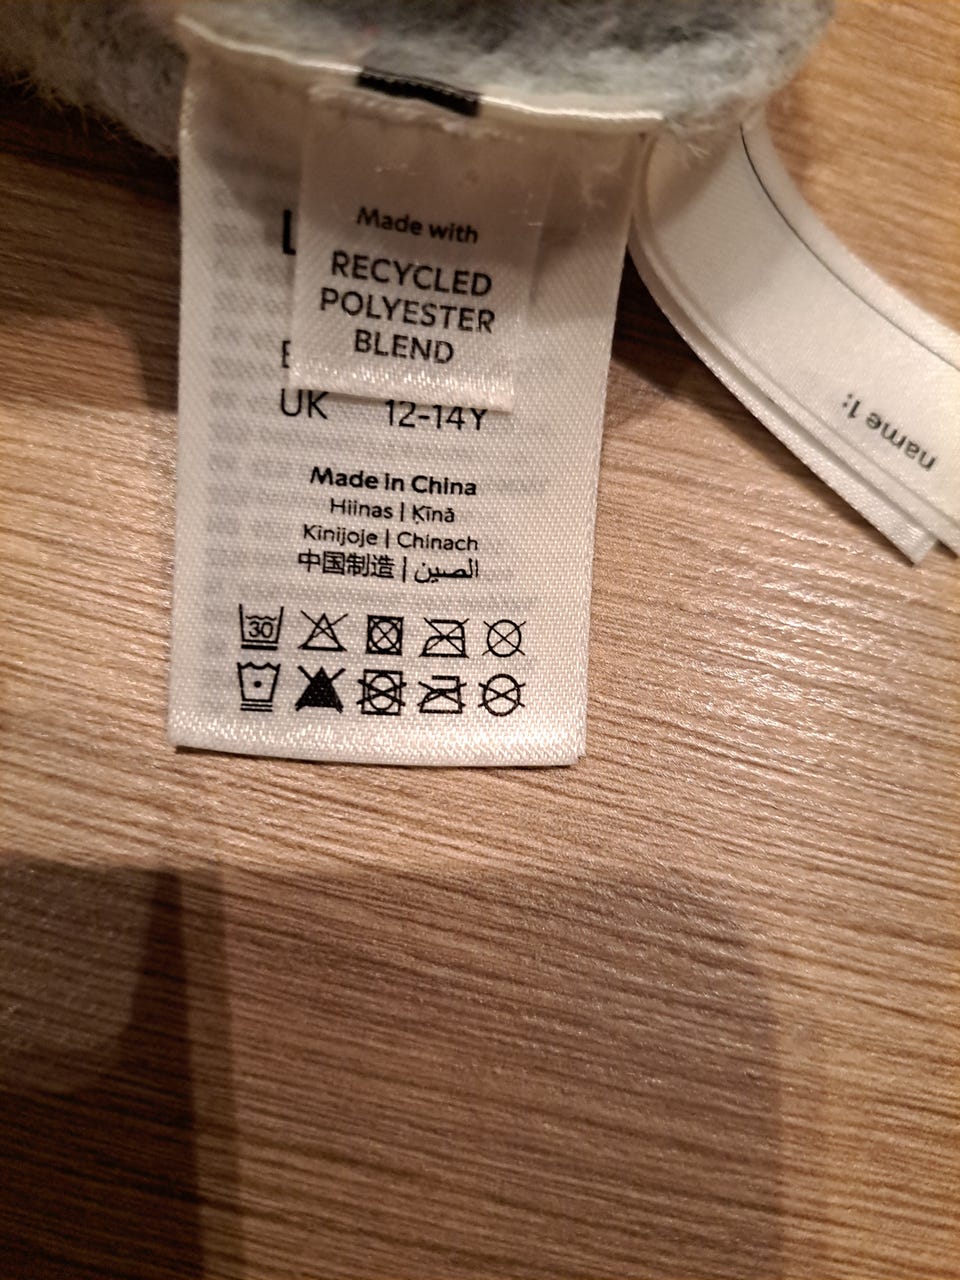 Made with
RECYCLED
POLYESTER
BLEND
UK 12-14Y
Made in China
Hiinas | Ķīnā
Kinijoje | Chinach
中国制造 | الصين
30
name 1: